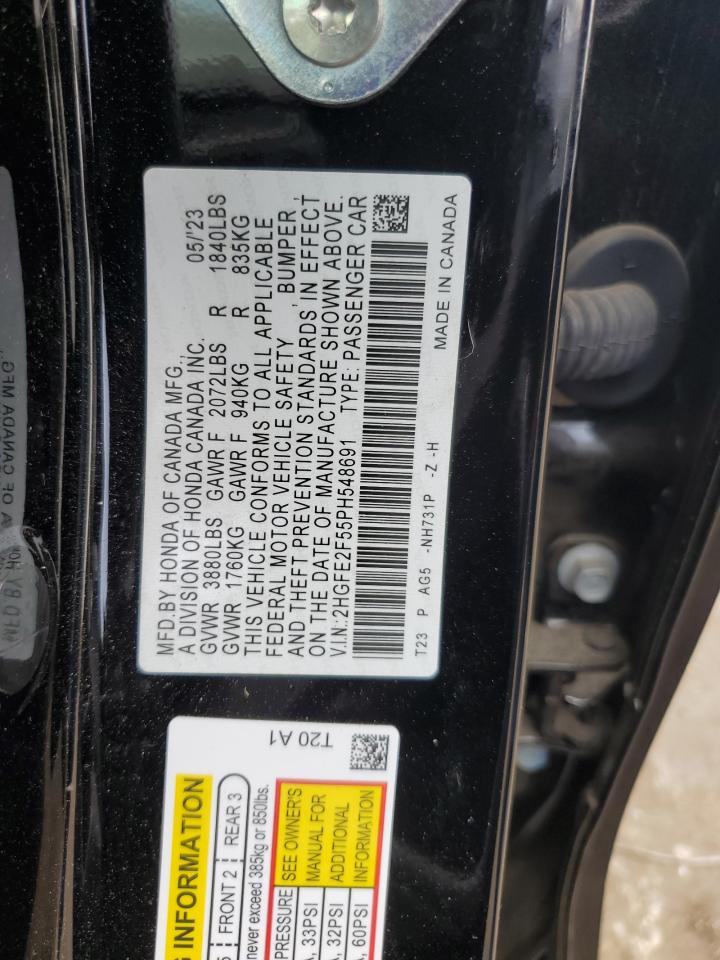 MFD.BY HONDA OF CANADA MFG.,
A DIVISION OF HONDA CANADA INC. 05/'23
GVWR 3880LBS GAWR F 2072LBS R 1840LBS
GVWR 1760KG GAWR F 940KG R 835KG
THIS VEHICLE CONFORMS TO ALL APPLICABLE
FEDERAL MOTOR VEHICLE SAFETY , BUMPER ,
AND THEFT PREVENTION STANDARDS IN EFFECT
ON THE DATE OF MANUFACTURE SHOWN ABOVE.
V.IN.:2HGFE2F55PH548691 TYPE: PASSENGER CAR
T23 P AG5 -NH731P -Z -H MADE IN CANADA
T20 A1
INFORMATION
5 FRONT 2 REAR 3
never exceed 385kg or 850lbs.
PRESSURE SEE OWNER'S
33PSI MANUAL FOR
32PSI ADDITIONAL
60PSI INFORMATION